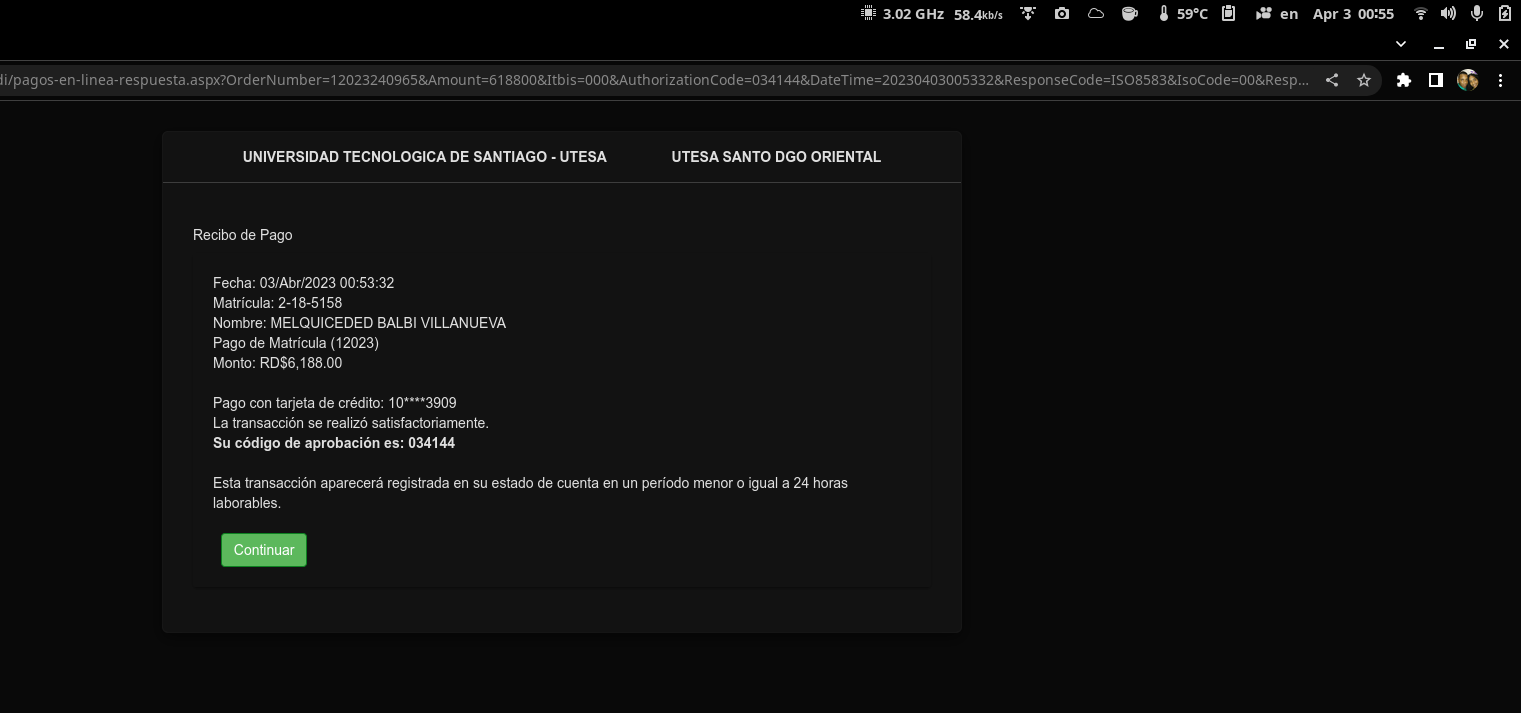 3.02 GHz 58.4kb/s 59°C en Apr 3 00:55
di/pagos-en-linea-respuesta.aspx?OrderNumber=12023240965&Amount=618800&Itbis=000&AuthorizationCode=034144&DateTime=20230403005332&ResponseCode=ISO8583&IsoCode=00&Resp...
UNIVERSIDAD TECNOLOGICA DE SANTIAGO - UTESA UTESA SANTO DGO ORIENTAL
Recibo de Pago
Fecha: 03/Abr/2023 00:53:32
Matrícula: 2-18-5158
Nombre: MELQUICEDED BALBI VILLANUEVA
Pago de Matrícula (12023)
Monto: RD$6,188.00
Pago con tarjeta de crédito: 10****3909
La transacción se realizó satisfactoriamente.
Su código de aprobación es: 034144
Esta transacción aparecerá registrada en su estado de cuenta en un período menor o igual a 24 horas
laborables.
Continuar